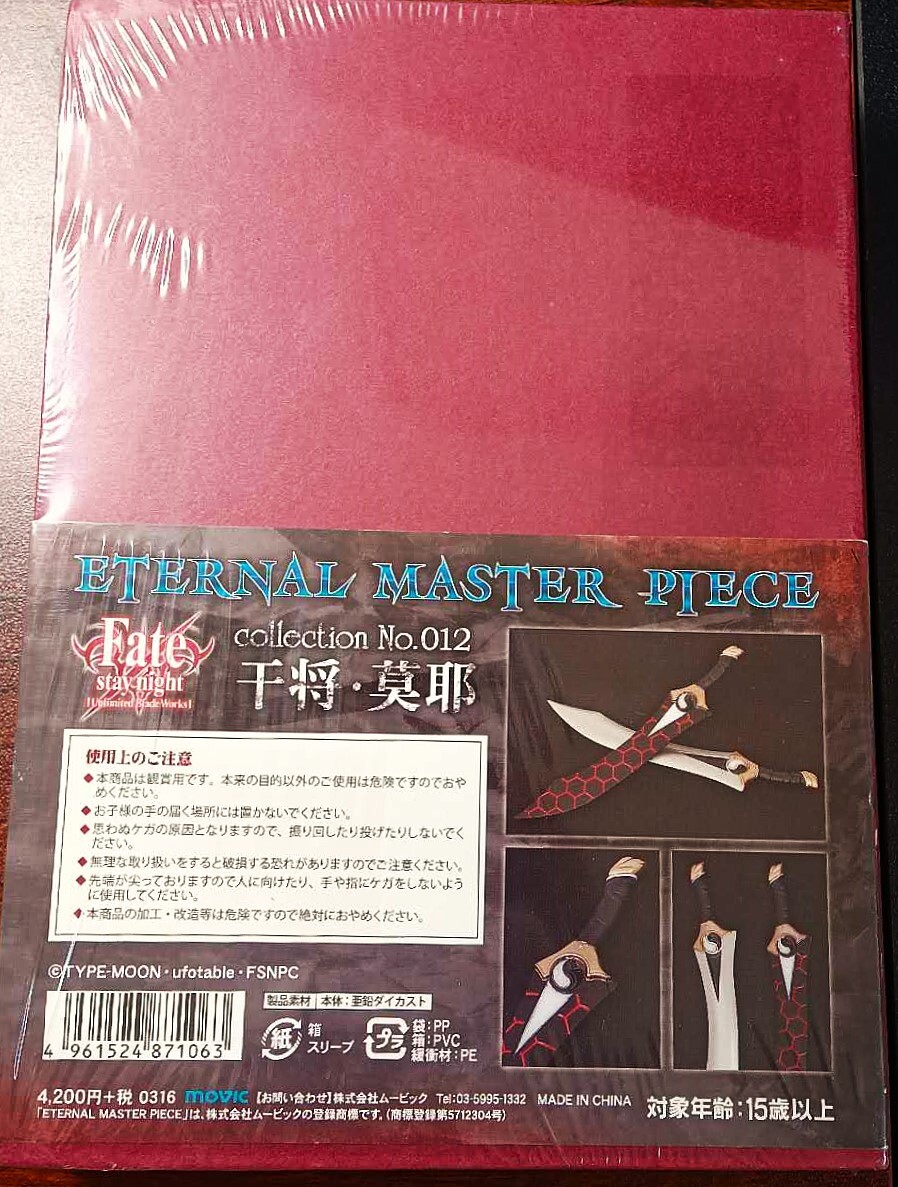 ETERNAL MASTER PIECE
Fate
stay night
[Unlimited Blade Works]
collection No.012
干将・莫耶
使用上のご注意
◆本商品は観賞用です。本来の目的以外のご使用は危険ですのでおや
めください。
◆お子様の手の届く場所には置かないでください。
◆思わぬケガの原因となりますので、振り回したり投げたりしないでく
ださい。
◆無理な取り扱いをすると破損する恐れがありますのでご注意ください。
◆先端が尖っておりますので人に向けたり、手や指にケガをしないよう
に使用してください。
◆本商品の加工・改造等は危険ですので絶対におやめください。
©TYPE-MOON・ufotable・FSNPC
4 961524 871063
製品素材 本体:亜鉛ダイカスト
紙 箱
スリーブ
プラ 袋:PP
箱:PVC
緩衝材:PE
4,200円+税 0316 movic 【お問い合わせ】株式会社ムービック Tel:03-5995-1332 MADE IN CHINA
「ETERNAL MASTER PIECE」は、株式会社ムービックの登録商標です。(商標登録第5712304号)
対象年齢:15歳以上